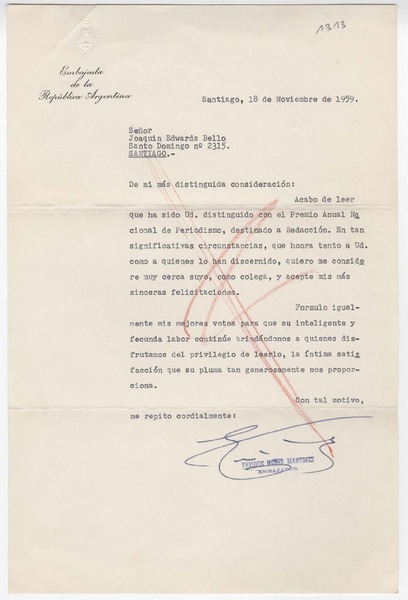 1313
Embajada
de la
República Argentina
Santiago, 18 de Noviembre de 1959.
Señor
Joaquín Edwards Bello
Santo Domingo nº 2315.
SANTIAGO.-
De mi más distinguida consideración:
Acabo de leer
que ha sido Ud. distinguido con el Premio Anual Na
cional de Periodismo, destinado a Redacción. En tan
significativas circunstancias, que honra tanto a Ud.
como a quienes lo han discernido, quiero me conside
re muy cerca suyo, como colega, y acepte mis más
sinceras felicitaciones.
Formulo igual-
mente mis mejores votos para que su inteligente y
fecunda labor continúe brindándonos a quienes dis-
frutamos del privilegio de leerlo, la íntima satis
facción que su pluma tan generosamente nos propor-
ciona.
Con tal motivo,
me repito cordialmente:
EMBAJADOR